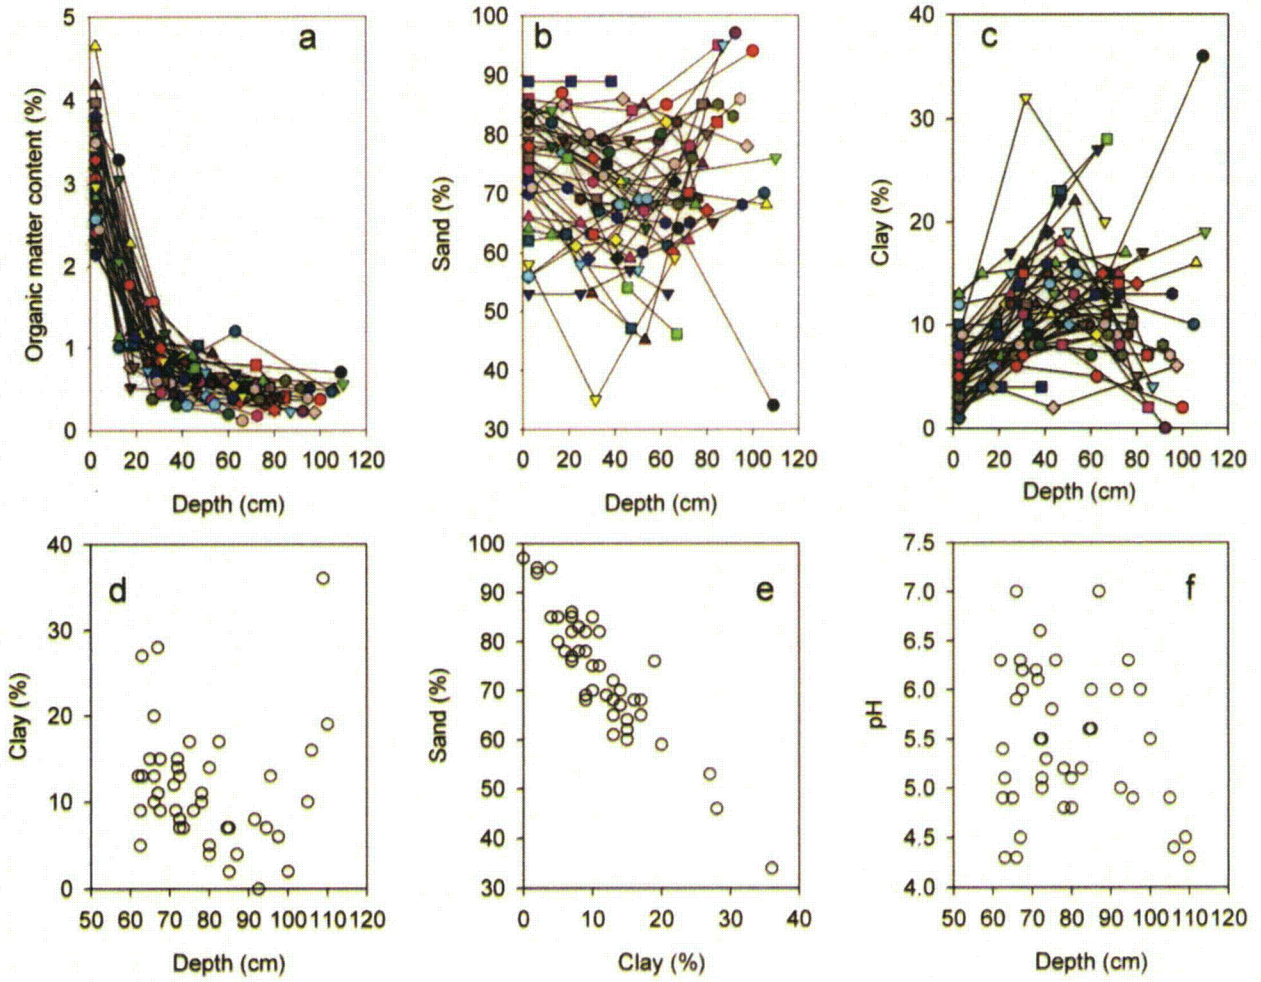 a
5
4
3
2
1
0
Organic matter content (%)
0 20 40 60 80 100 120
Depth (cm)
b
100
90
80
70
60
50
40
30
Sand (%)
0 20 40 60 80 100 120
Depth (cm)
c
40
30
20
10
0
Clay (%)
0 20 40 60 80 100 120
Depth (cm)
d
40
30
20
10
0
Clay (%)
50 60 70 80 90 100 110 120
Depth (cm)
e
100
90
80
70
60
50
40
30
Sand (%)
0 10 20 30 40
Clay (%)
f
7.5
7.0
6.5
6.0
5.5
5.0
4.5
4.0
pH
50 60 70 80 90 100 110 120
Depth (cm)